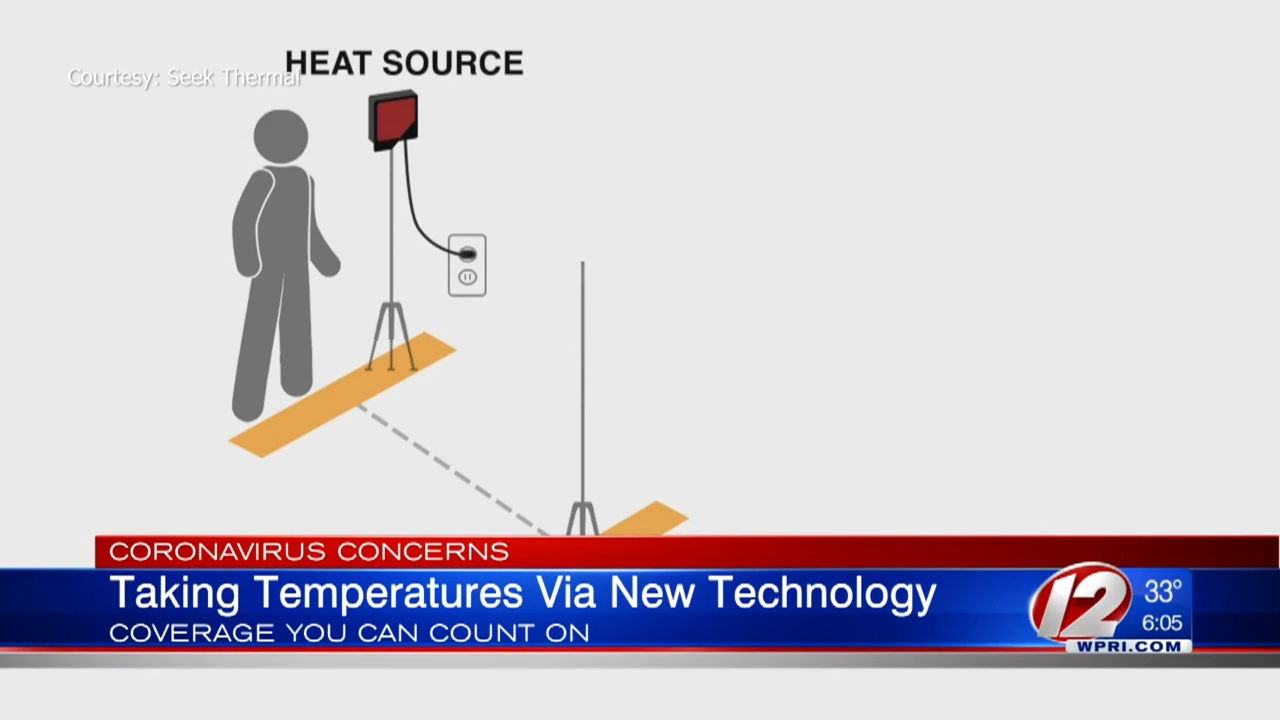 HEAT SOURCE
Courtesy: Seek Thermal
CORONAVIRUS CONCERNS
Taking Temperatures Via New Technology
COVERAGE YOU CAN COUNT ON
12
33°
6:05
WPRI.COM